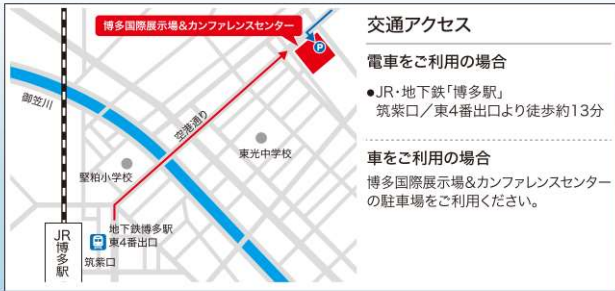 博多国際展示場&カンファレンスセンター
P
御笠川
空港通り
東光中学校
堅粕小学校
地下鉄博多駅
東4番出口
JR博多駅
筑紫口
交通アクセス
電車をご利用の場合
●JR・地下鉄「博多駅」
筑紫口／東4番出口より徒歩約13分
車をご利用の場合
博多国際展示場&カンファレンスセンター
の駐車場をご利用ください。